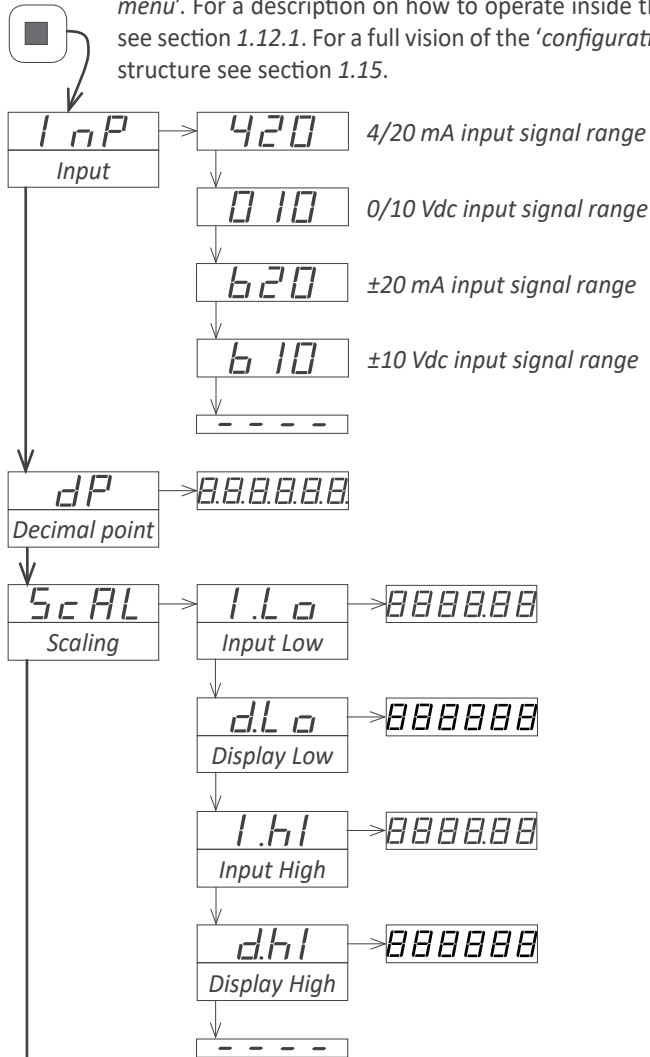 menu'. For a description on how to operate inside th
see section 1.12.1. For a full vision of the 'configurati
structure see section 1.15.
InP
Input
420
4/20 mA input signal range
010
0/10 Vdc input signal range
b20
±20 mA input signal range
b10
±10 Vdc input signal range
- - - -
dP
Decimal point
8.8.8.8.8.8.
ScAL
Scaling
I.Lo
Input Low
8888.88
d.Lo
Display Low
888888
I.hI
Input High
8888.88
d.hI
Display High
888888
- - - -